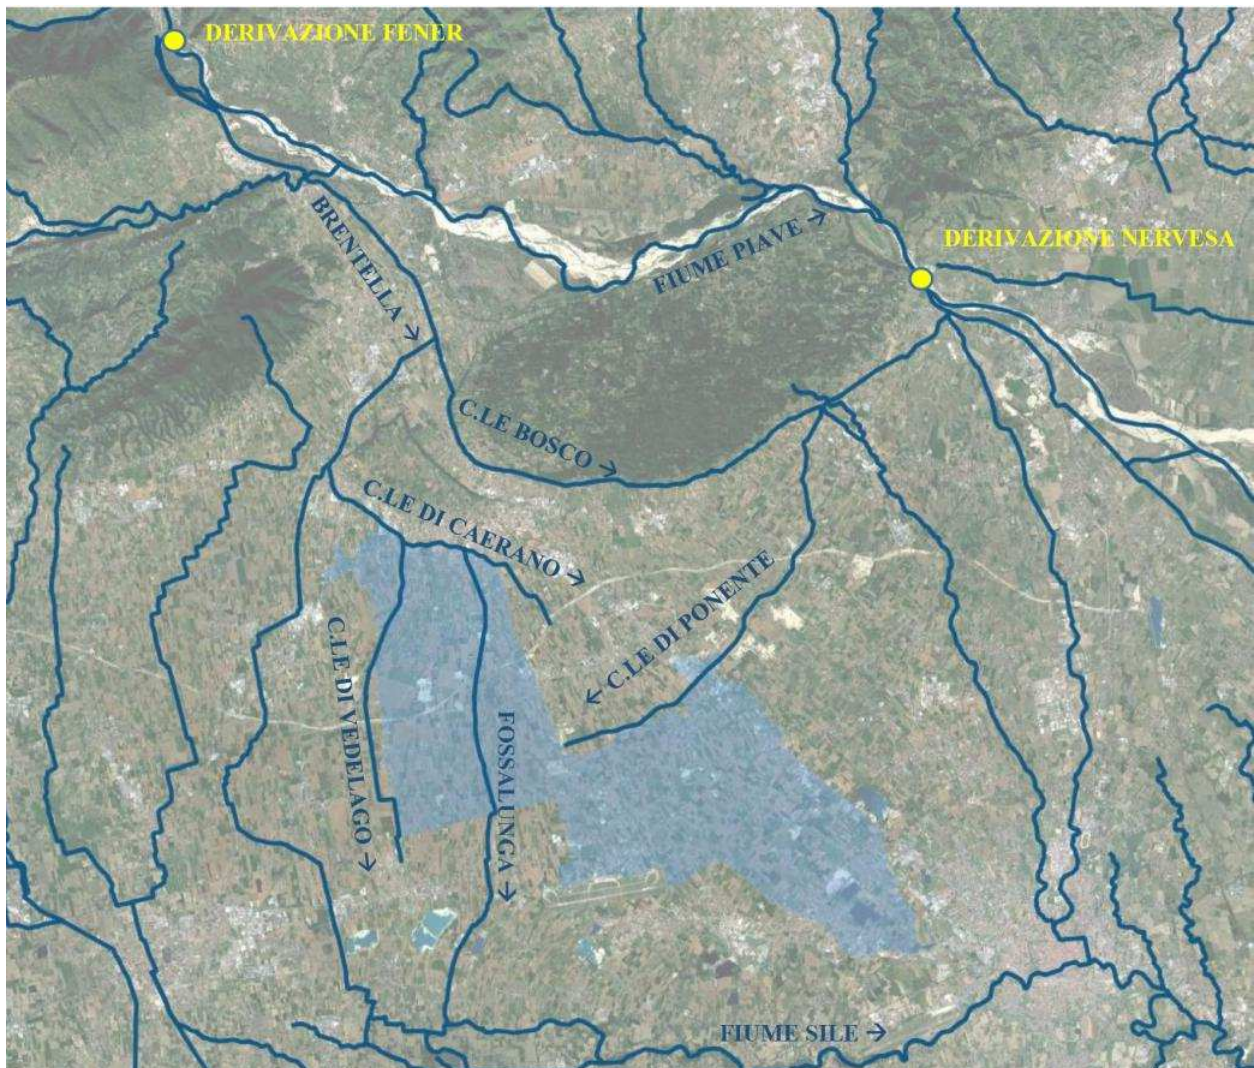 DERIVAZIONE FENER
DERIVAZIONE NERVESA
FIUME PIAVE →
BRENTELLA →
C.LE BOSCO →
C.LE DI CAERANO →
← C.LE DI PONENTE
C.LE DI VEDELAGO →
FOSSALUNGA →
FIUME SILE →